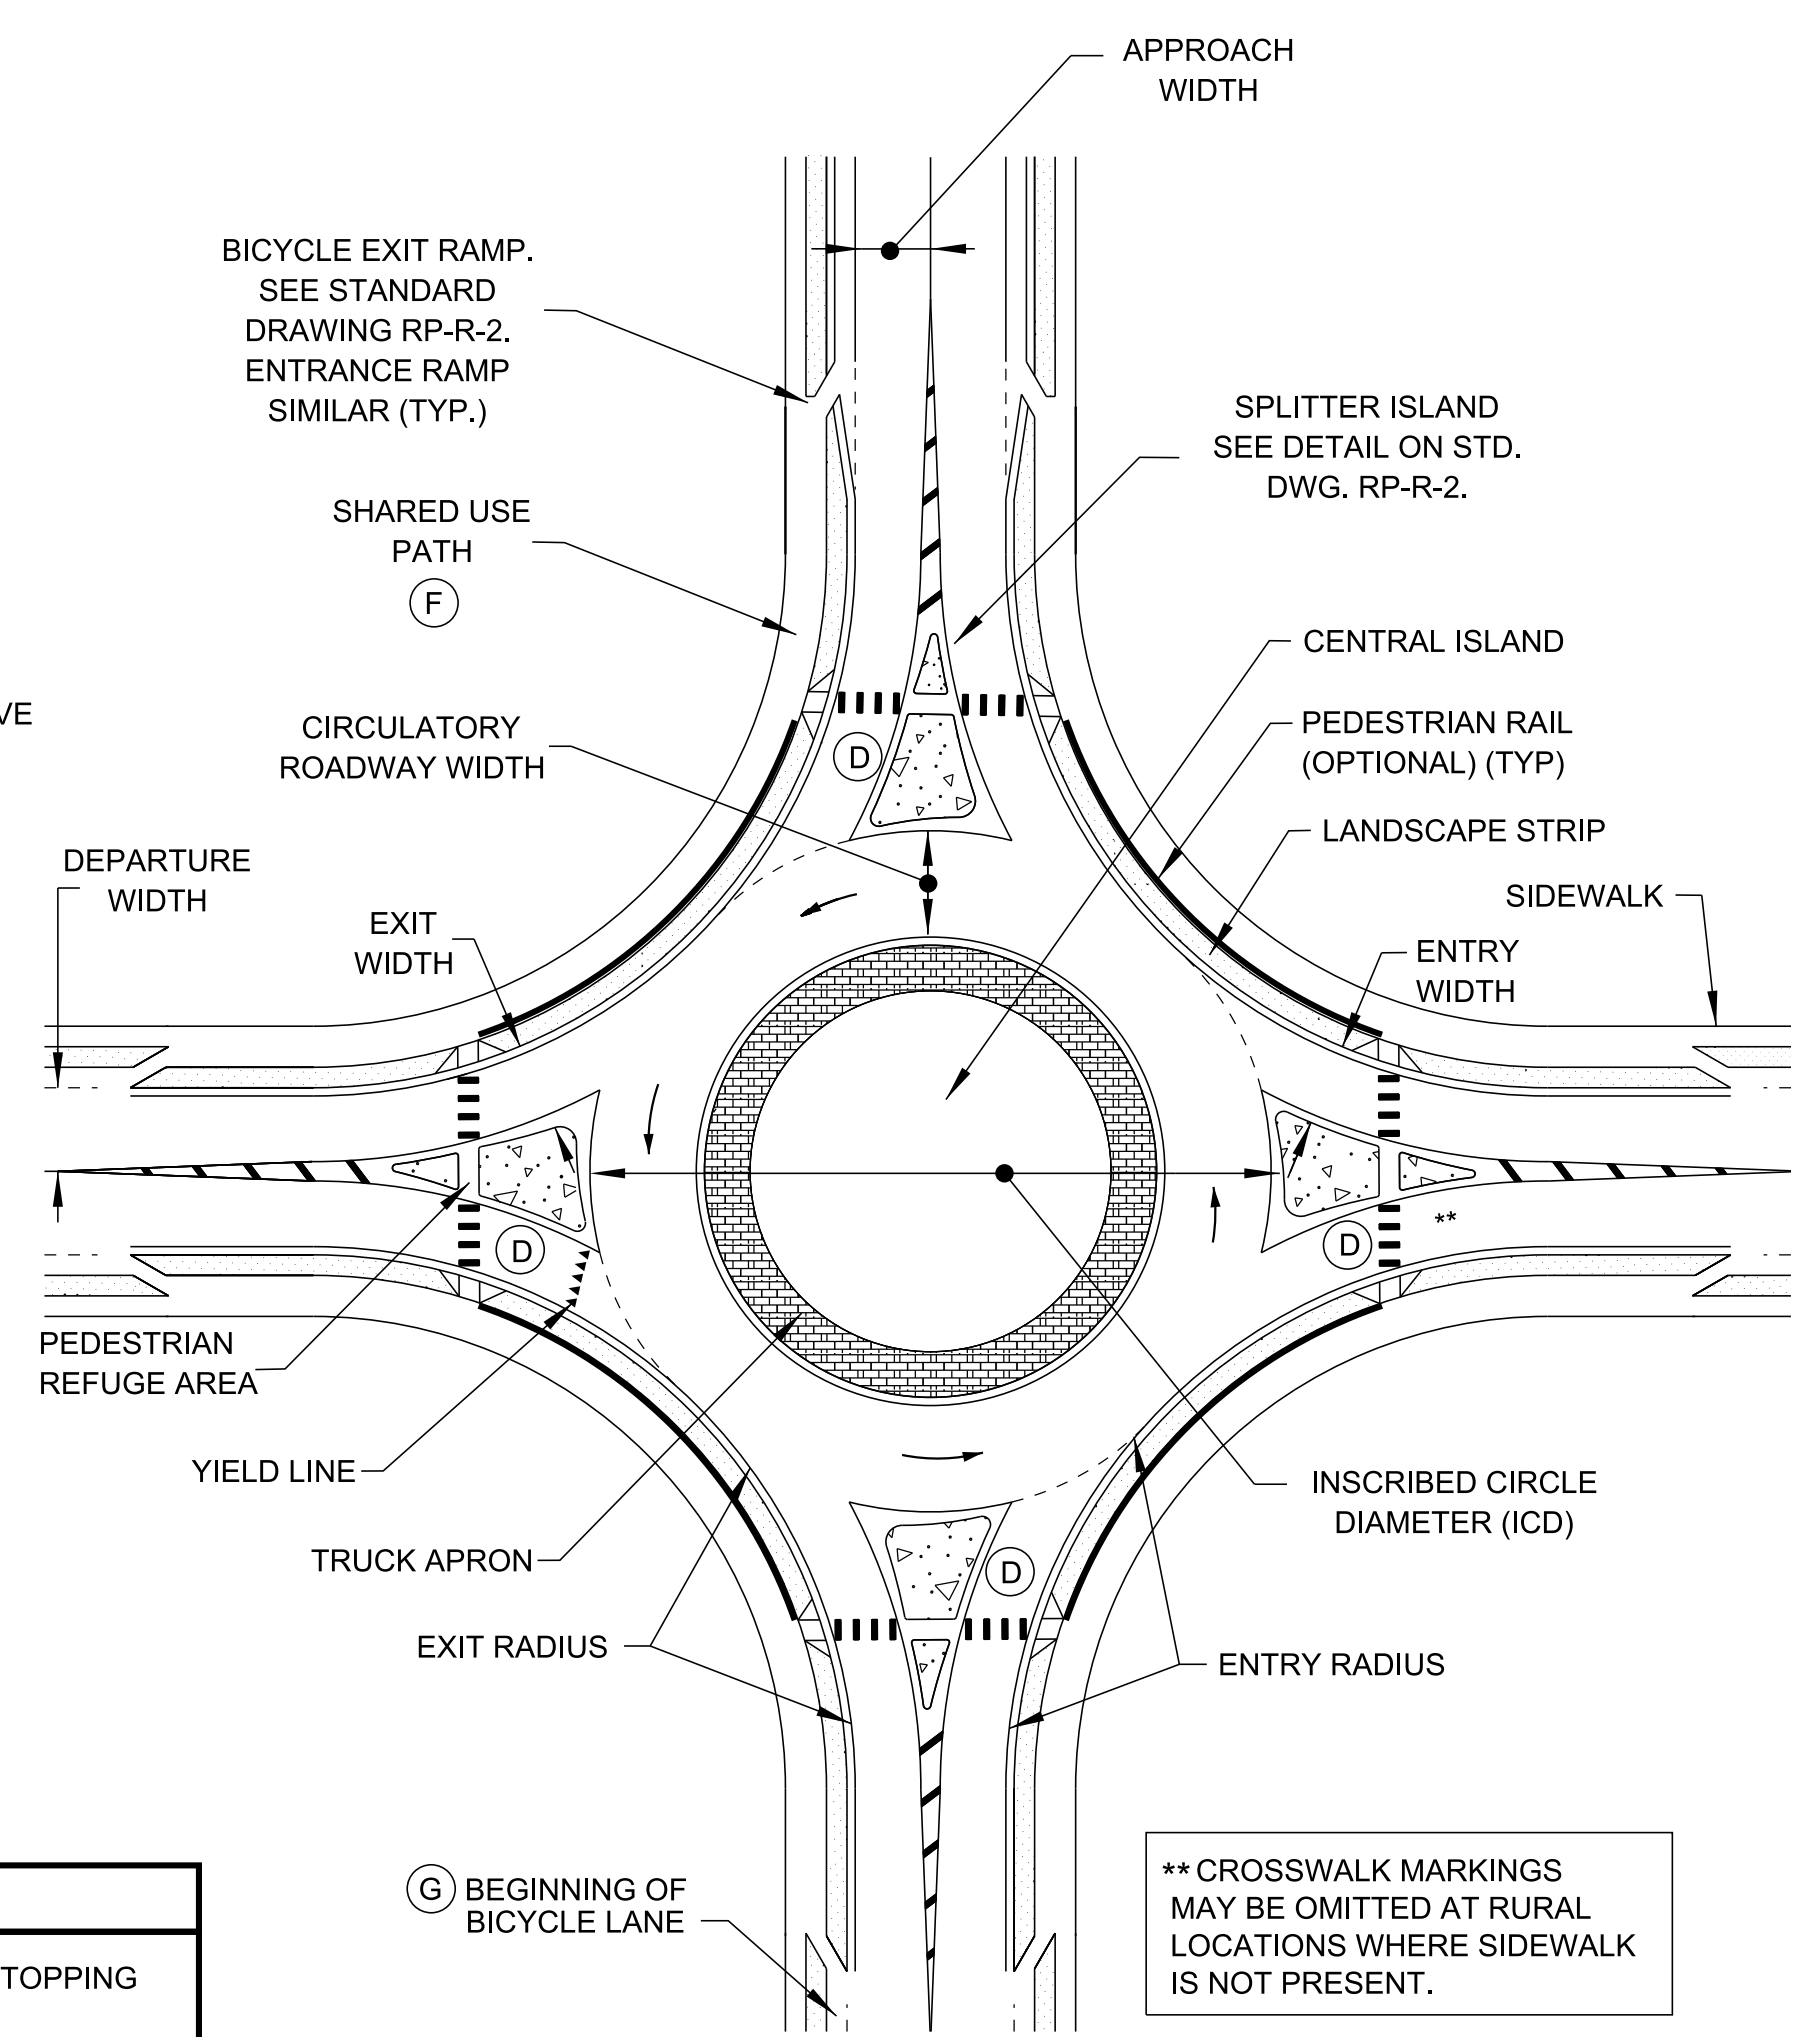 APPROACH
WIDTH
BICYCLE EXIT RAMP.
SEE STANDARD
DRAWING RP-R-2.
ENTRANCE RAMP
SIMILAR (TYP.)
SPLITTER ISLAND
SEE DETAIL ON STD.
DWG. RP-R-2.
SHARED USE
PATH
F
CENTRAL ISLAND
VE
CIRCULATORY
ROADWAY WIDTH
D
PEDESTRIAN RAIL
(OPTIONAL) (TYP)
LANDSCAPE STRIP
DEPARTURE
WIDTH
SIDEWALK
EXIT
WIDTH
ENTRY
WIDTH
**
D
D
PEDESTRIAN
REFUGE AREA
YIELD LINE
INSCRIBED CIRCLE
DIAMETER (ICD)
TRUCK APRON
D
EXIT RADIUS
ENTRY RADIUS
G BEGINNING OF
BICYCLE LANE
** CROSSWALK MARKINGS
MAY BE OMITTED AT RURAL
LOCATIONS WHERE SIDEWALK
IS NOT PRESENT.
TOPPING